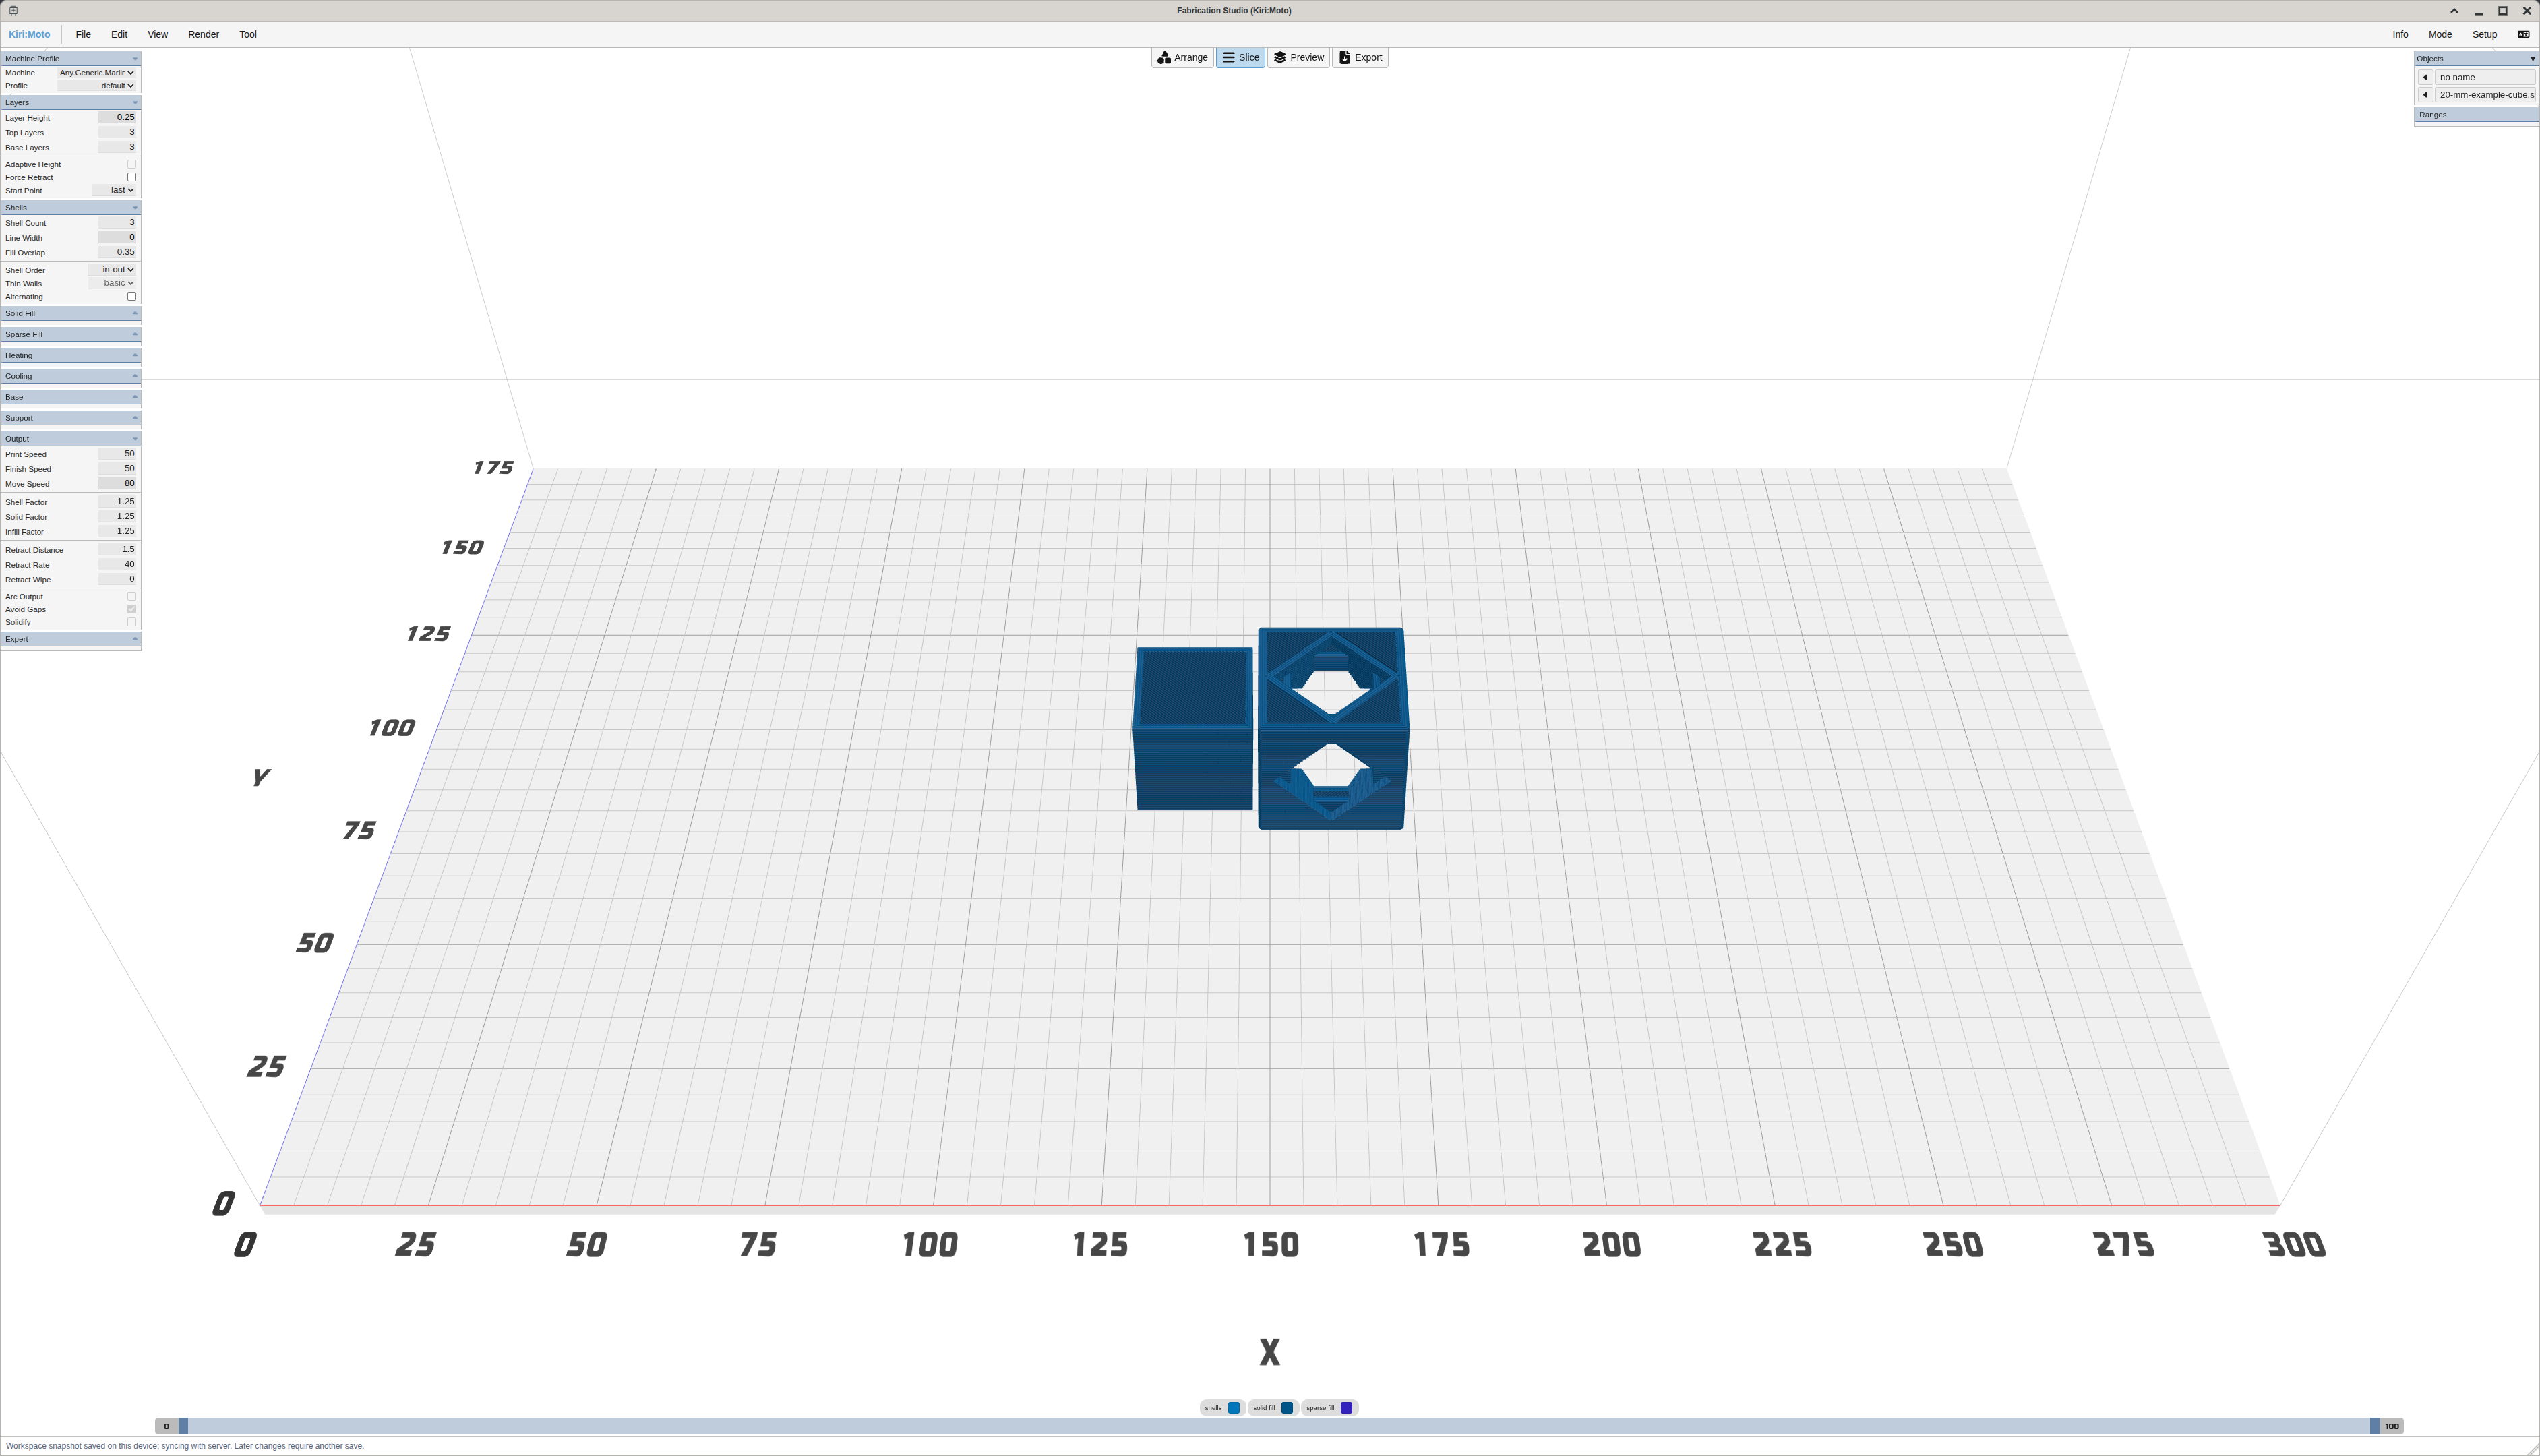 Fabrication Studio (Kiri:Moto)
Kiri:Moto File Edit View Render Tool Info Mode Setup
Arrange Slice Preview Export
Machine Profile
Machine Any.Generic.Marlin
Profile default
Layers
Layer Height 0.25
Top Layers 3
Base Layers 3
Adaptive Height
Force Retract
Start Point last
Shells
Shell Count 3
Line Width 0
Fill Overlap 0.35
Shell Order in-out
Thin Walls basic
Alternating
Solid Fill
Sparse Fill
Heating
Cooling
Base
Support
Output
Print Speed 50
Finish Speed 50
Move Speed 80
Shell Factor 1.25
Solid Factor 1.25
Infill Factor 1.25
Retract Distance 1.5
Retract Rate 40
Retract Wipe 0
Arc Output
Avoid Gaps
Solidify
Expert
Objects
no name
20-mm-example-cube.s
Ranges
175
150
125
100
Y
75
50
25
0
0 25 50 75 100 125 150 175 200 225 250 275 300
X
shells solid fill sparse fill
0 100
Workspace snapshot saved on this device; syncing with server. Later changes require another save.